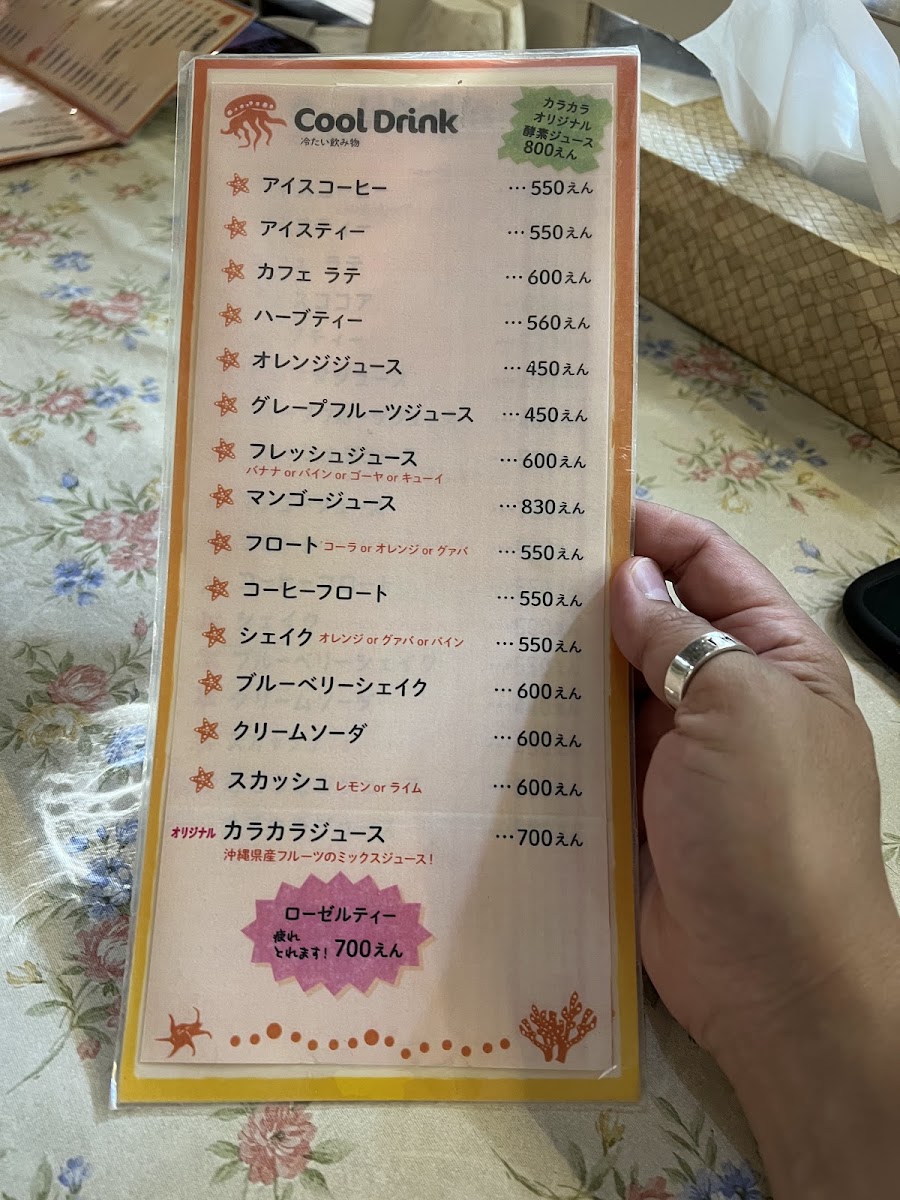 Cool Drink
冷たい飲み物
カラカラ
オリジナル
酵素ジュース
800えん
アイスコーヒー …550えん
アイスティー …550えん
カフェ ラテ …600えん
ハーブティー …560えん
オレンジジュース …450えん
グレープフルーツジュース …450えん
フレッシュジュース …600えん
バナナ or パイン or ゴーヤ or キューイ
マンゴージュース …830えん
フロート コーラ or オレンジ or グァバ …550えん
コーヒーフロート …550えん
シェイク オレンジ or グァバ or パイン …550えん
ブルーベリーシェイク …600えん
クリームソーダ …600えん
スカッシュ レモン or ライム …600えん
オリジナル カラカラジュース …700えん
沖縄県産フルーツのミックスジュース！
ローゼルティー
疲れ
とれます！ 700えん